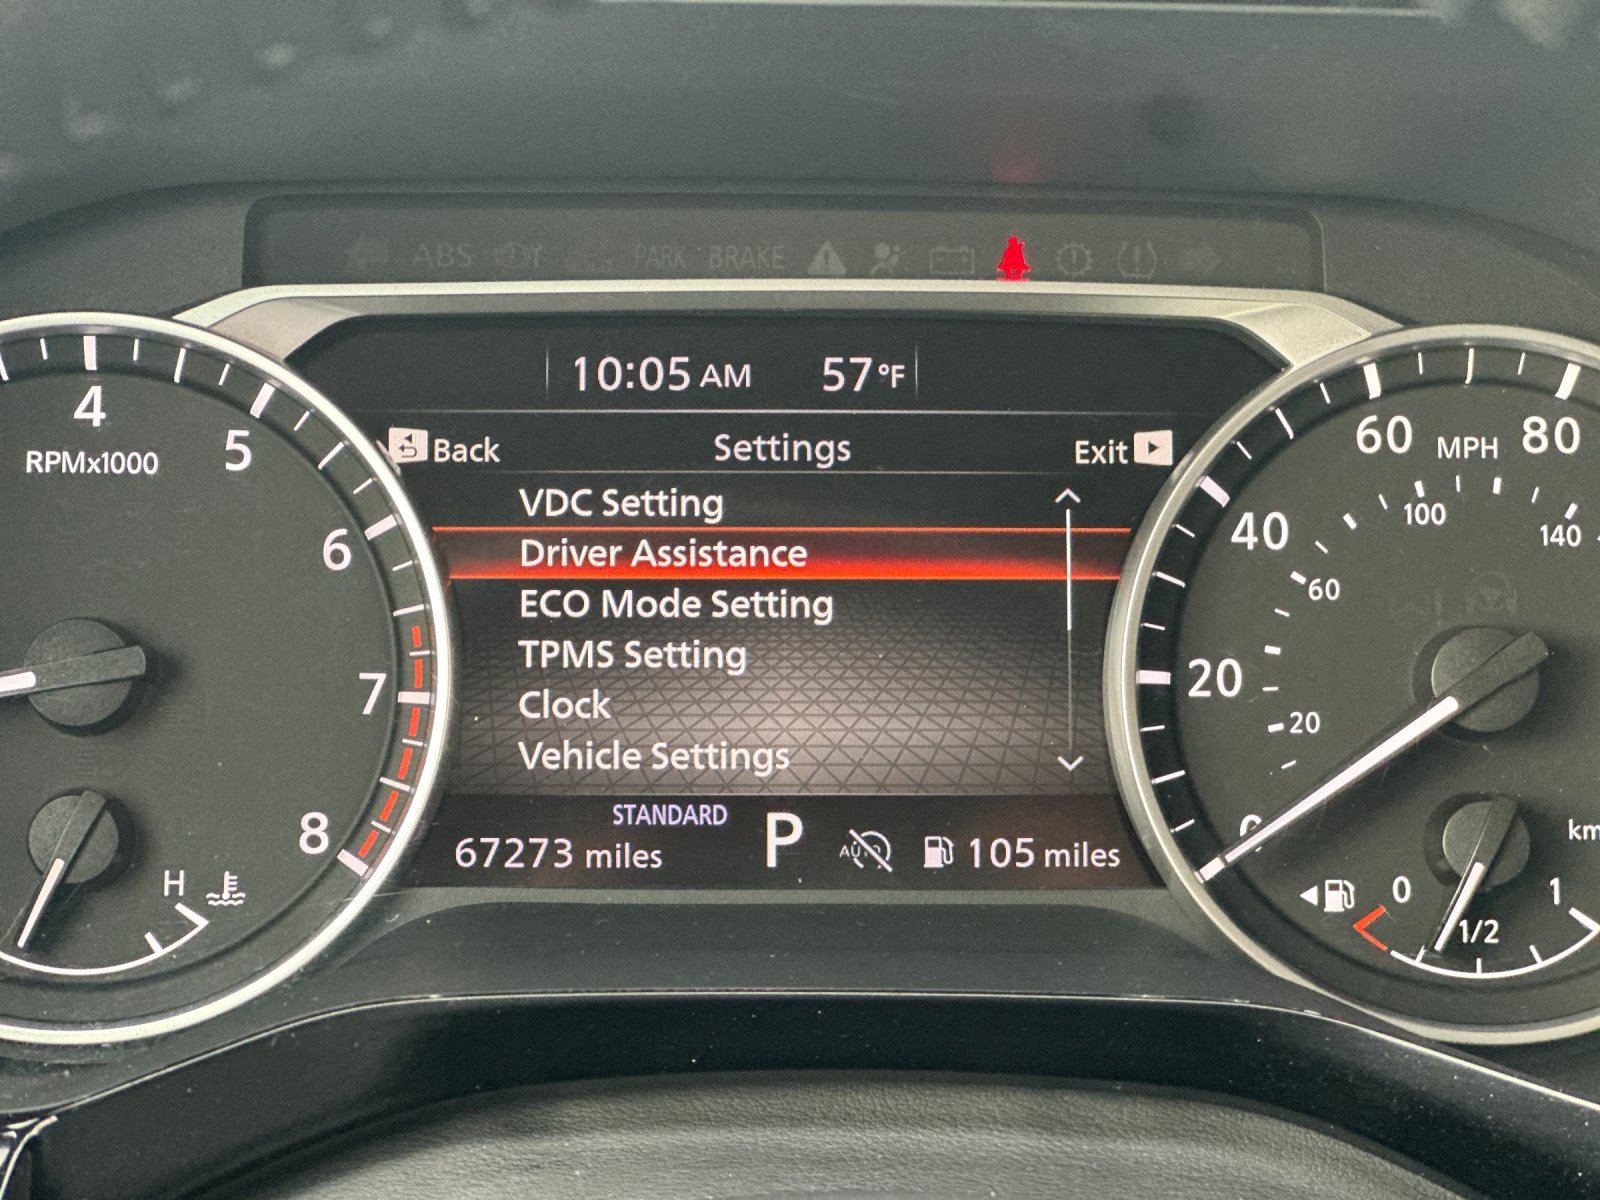 ABS
PARK BRAKE
10:05 AM 57°F
Back Settings Exit
VDC Setting
Driver Assistance
ECO Mode Setting
TPMS Setting
Clock
Vehicle Settings
STANDARD
67273 miles P AUTO 105 miles
4
5
6
7
8
RPMx1000
H
0
20
40
60
80
MPH
20
60
100
140
km
0
1/2
1